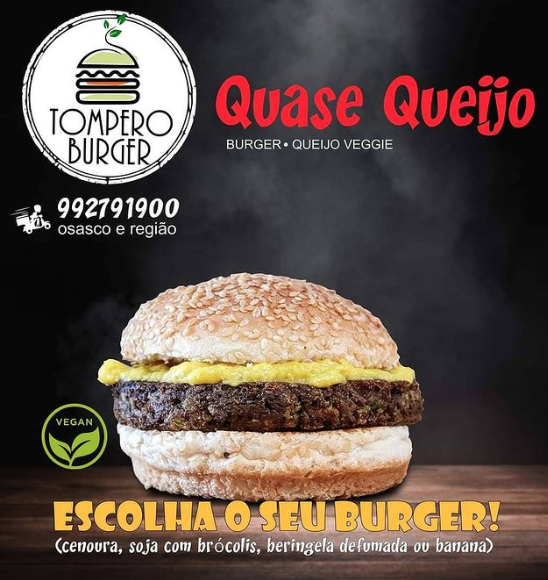 TOMPERO
BURGER
Quase Queijo
BURGER• QUEIJO VEGGIE
992791900
osasco e região
VEGAN
ESCOLHA O SEU BURGER!
(cenoura, soja com brócolis, beringela defumada ou banana)